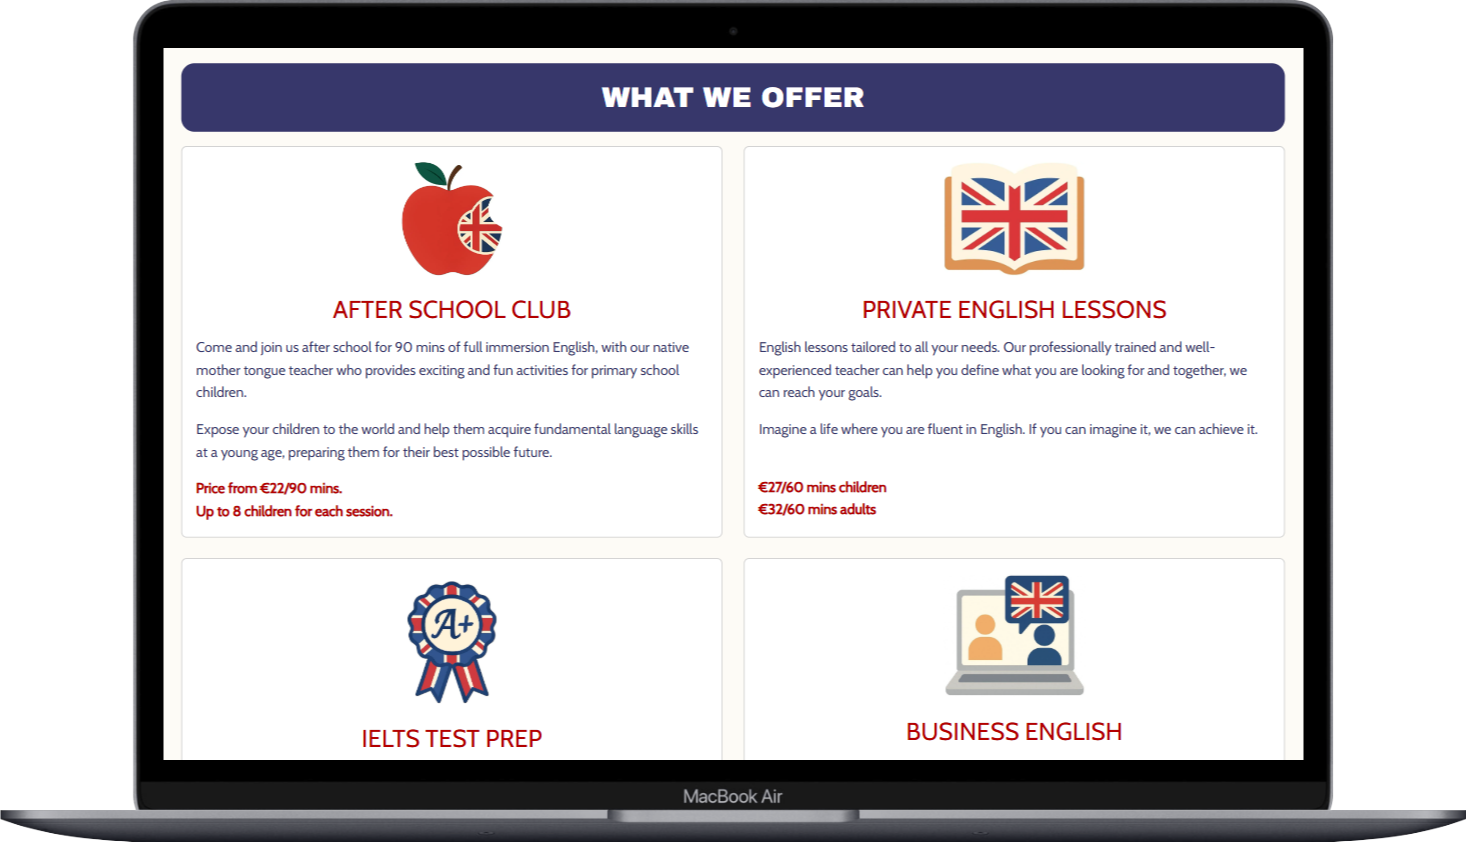 WHAT WE OFFER
AFTER SCHOOL CLUB
Come and join us after school for 90 mins of full immersion English, with our native
mother tongue teacher who provides exciting and fun activities for primary school
children.
Expose your children to the world and help them acquire fundamental language skills
at a young age, preparing them for their best possible future.
Price from €22/90 mins.
Up to 8 children for each session.
PRIVATE ENGLISH LESSONS
English lessons tailored to all your needs. Our professionally trained and well-
experienced teacher can help you define what you are looking for and together, we
can reach your goals.
Imagine a life where you are fluent in English. If you can imagine it, we can achieve it.
€27/60 mins children
€32/60 mins adults
A+
IELTS TEST PREP
BUSINESS ENGLISH
MacBook Air